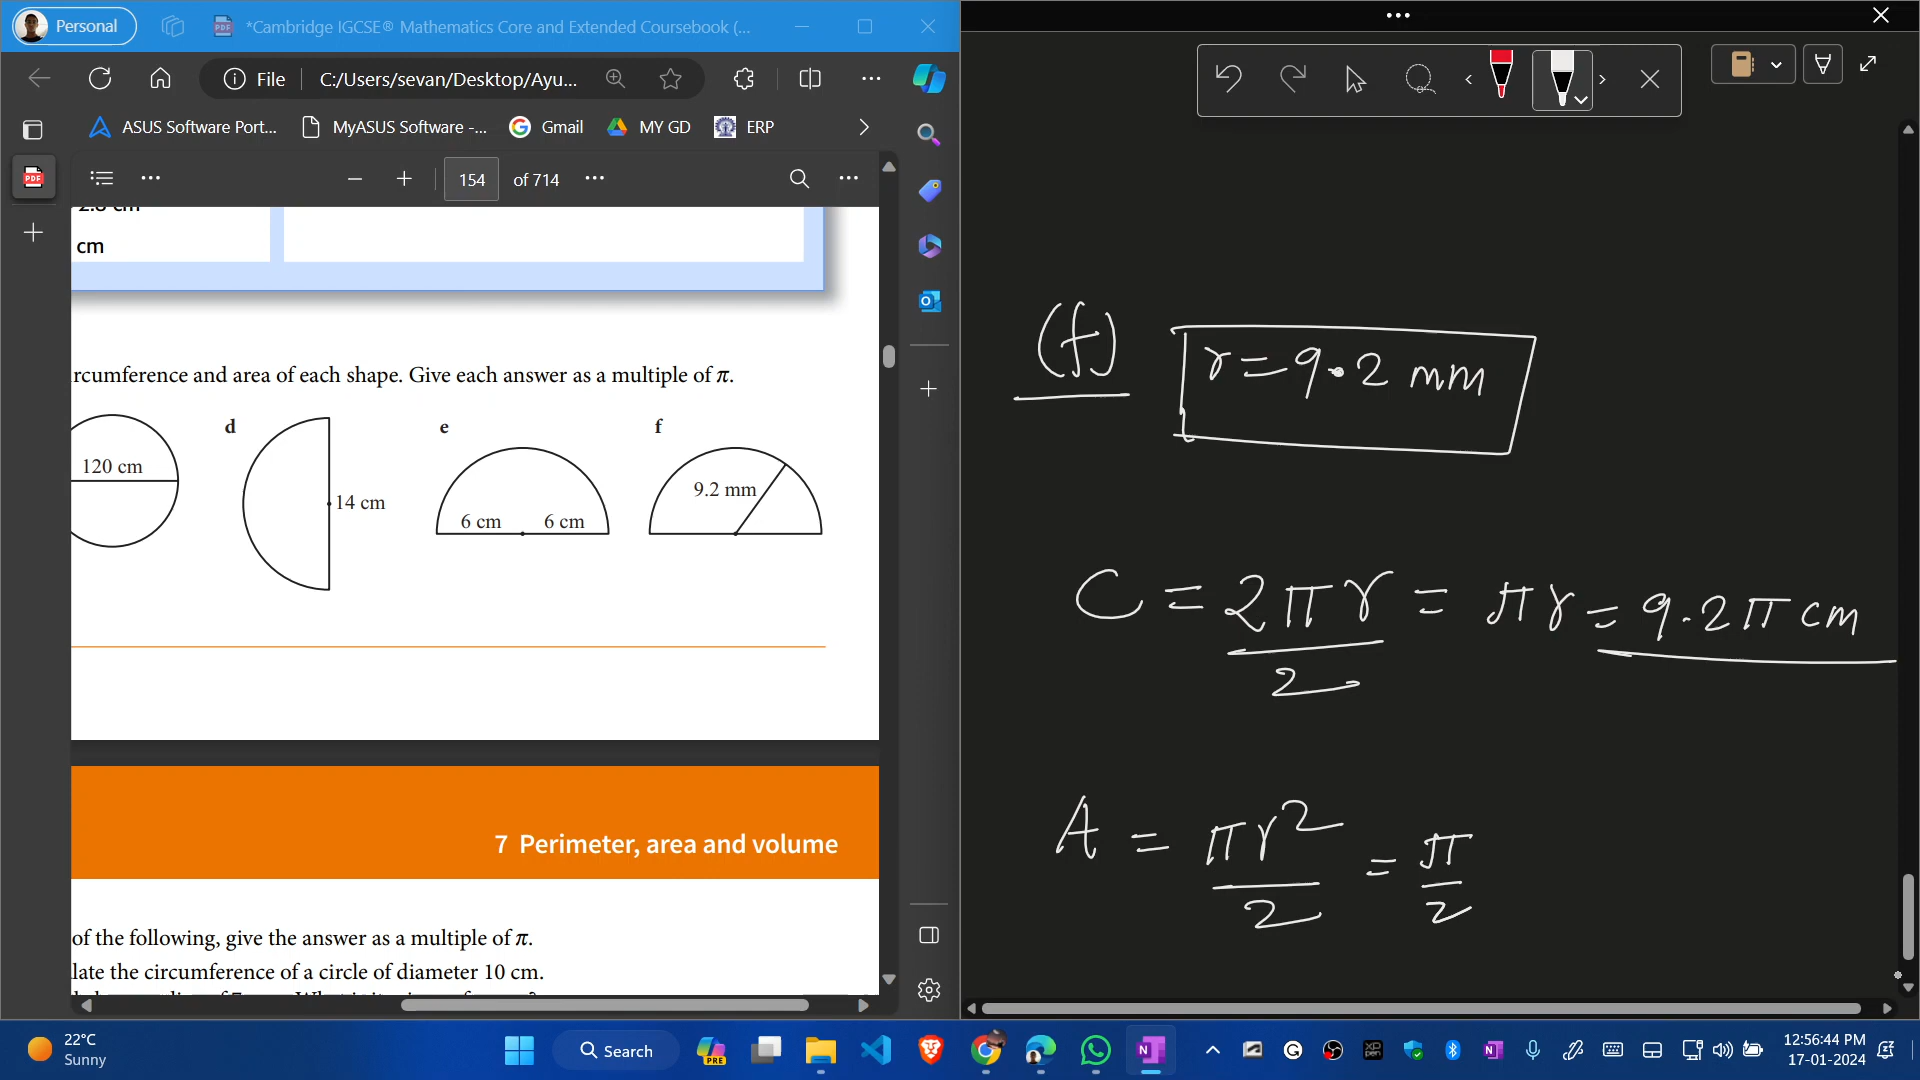 Personal
*Cambridge IGCSE® Mathematics Core and Extended Coursebook (...
File
C:/Users/sevan/Desktop/Ayu...
ASUS Software Port...
MyASUS Software -...
Gmail
MY GD
ERP
154
of 714
cm
rcumference and area of each shape. Give each answer as a multiple of π.
d
e
f
120 cm
14 cm
6 cm
6 cm
9.2 mm
7 Perimeter, area and volume
of the following, give the answer as a multiple of π.
late the circumference of a circle of diameter 10 cm.
(f)
r = 9.2 mm
C = 2πr/2 = πr = 9.2π cm
A = πr²/2 = π/2
22°C
Sunny
Search
PRE
12:56:44 PM
17-01-2024